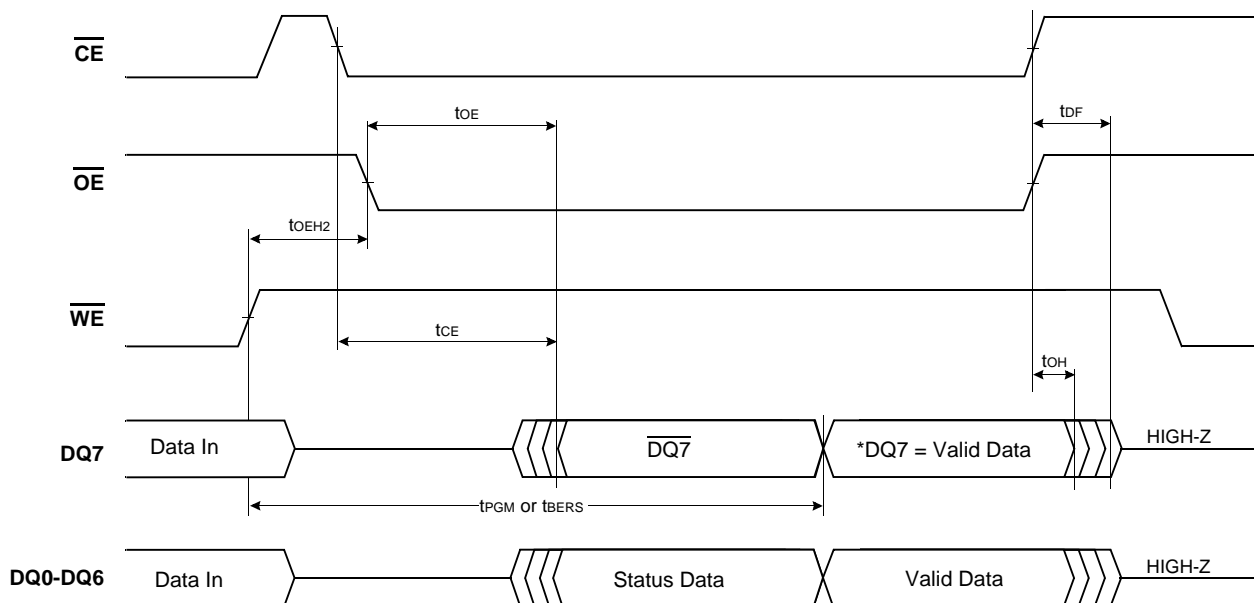 CE
tOE
tDF
OE
tOEH2
WE
tCE
tOH
DQ7
Data In
DQ7
*DQ7 = Valid Data
HIGH-Z
tPGM or tBERS
DQ0-DQ6
Data In
Status Data
Valid Data
HIGH-Z